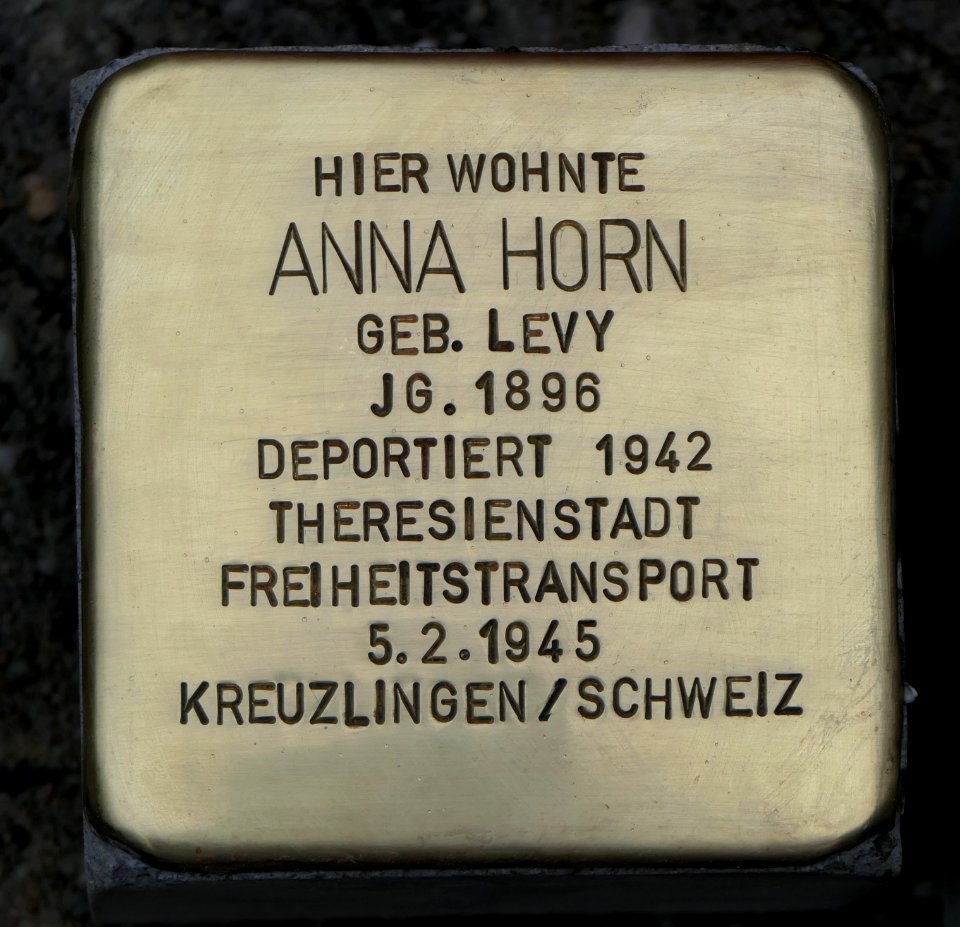 HIER WOHNTE
ANNA HORN
GEB. LEVY
JG. 1896
DEPORTIERT 1942
THERESIENSTADT
FREIHEITSTRANSPORT
5.2.1945
KREUZLINGEN/SCHWEIZ